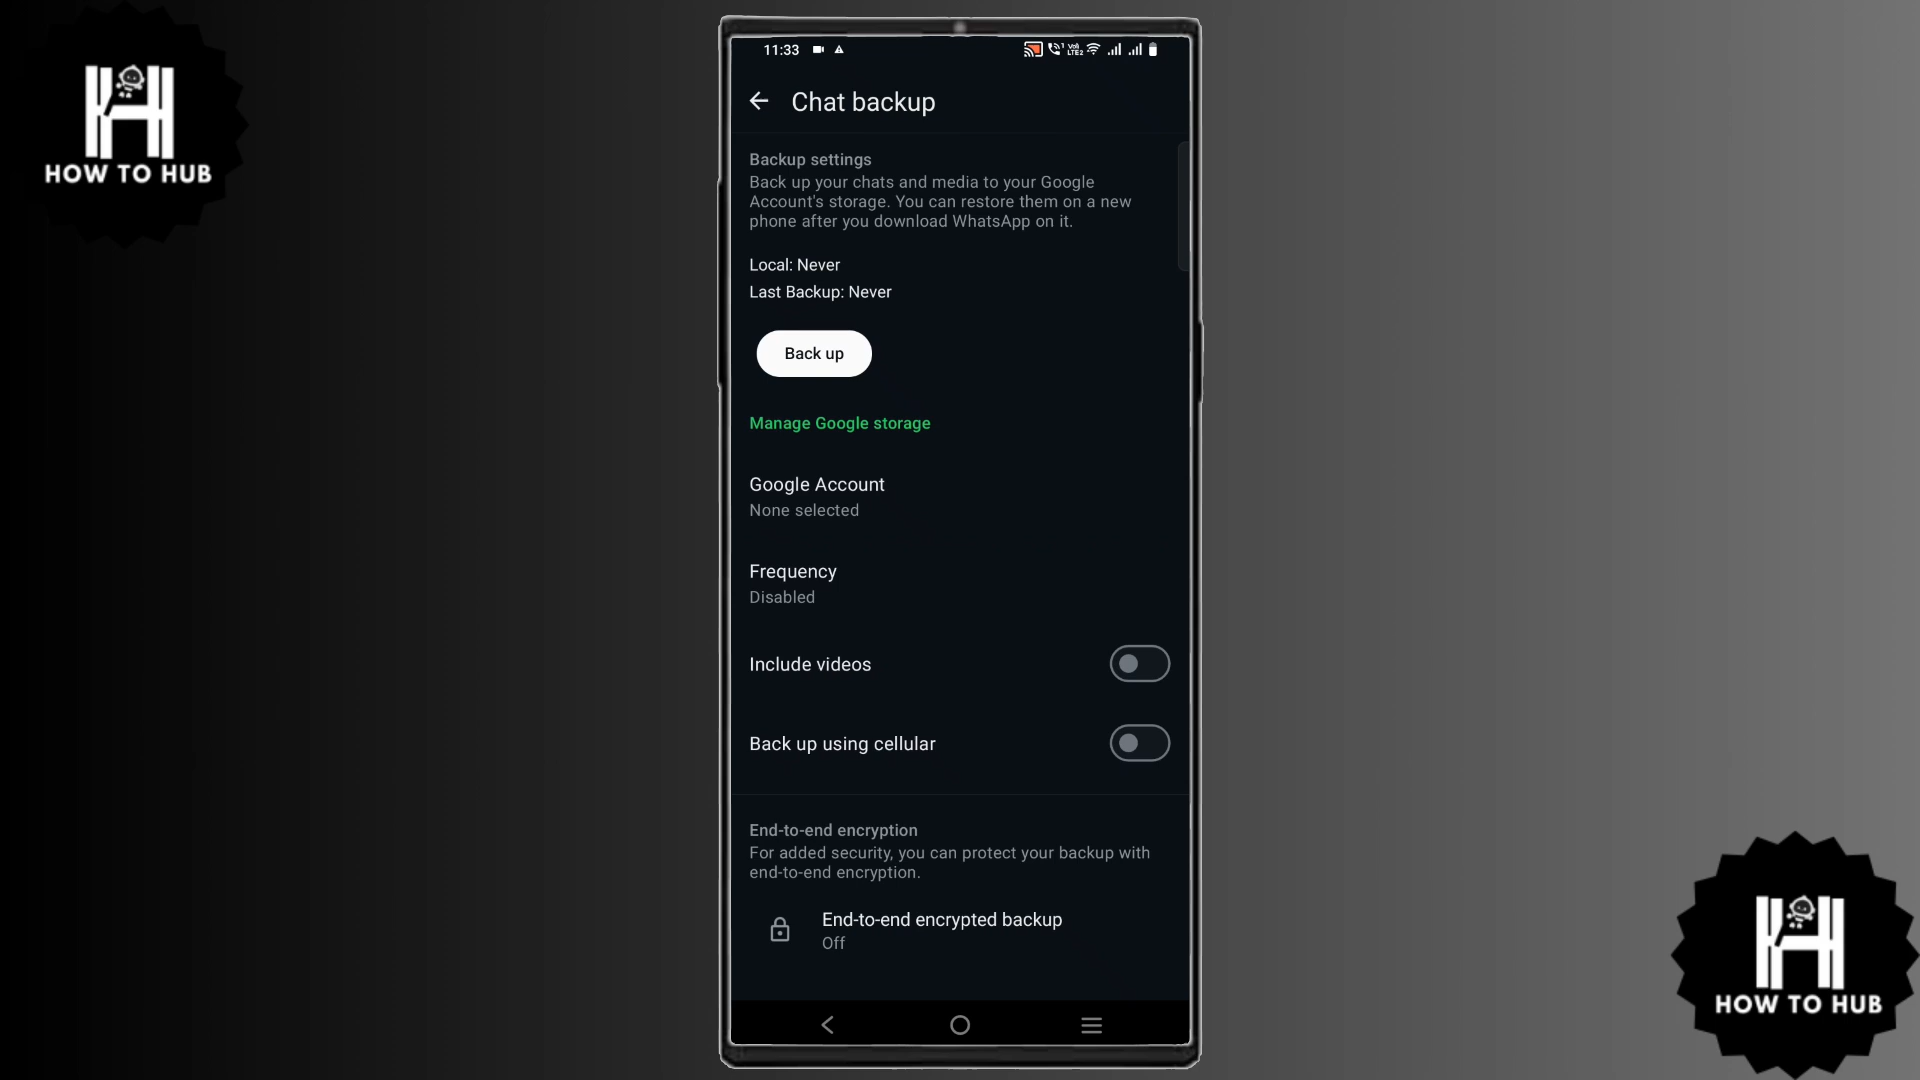 HOW TO HUB
11:33
Chat backup
Backup settings
Back up your chats and media to your Google
Account's storage. You can restore them on a new
phone after you download WhatsApp on it.
Local: Never
Last Backup: Never
Back up
Manage Google storage
Google Account
None selected
Frequency
Disabled
Include videos
Back up using cellular
End-to-end encryption
For added security, you can protect your backup with
end-to-end encryption.
End-to-end encrypted backup
Off
HOW TO HUB